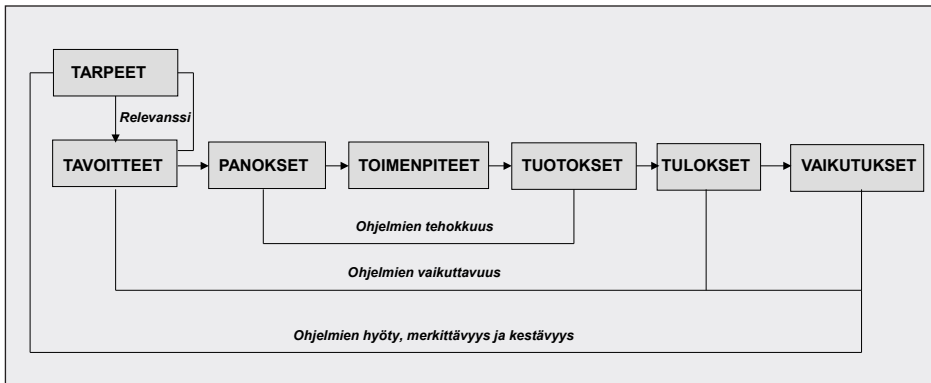 TARPEET
Relevanssi
TAVOITTEET
PANOKSET
TOIMENPITEET
TUOTOKSET
TULOKSET
VAIKUTUKSET
Ohjelmien tehokkuus
Ohjelmien vaikuttavuus
Ohjelmien hyöty, merkittävyys ja kestävyys